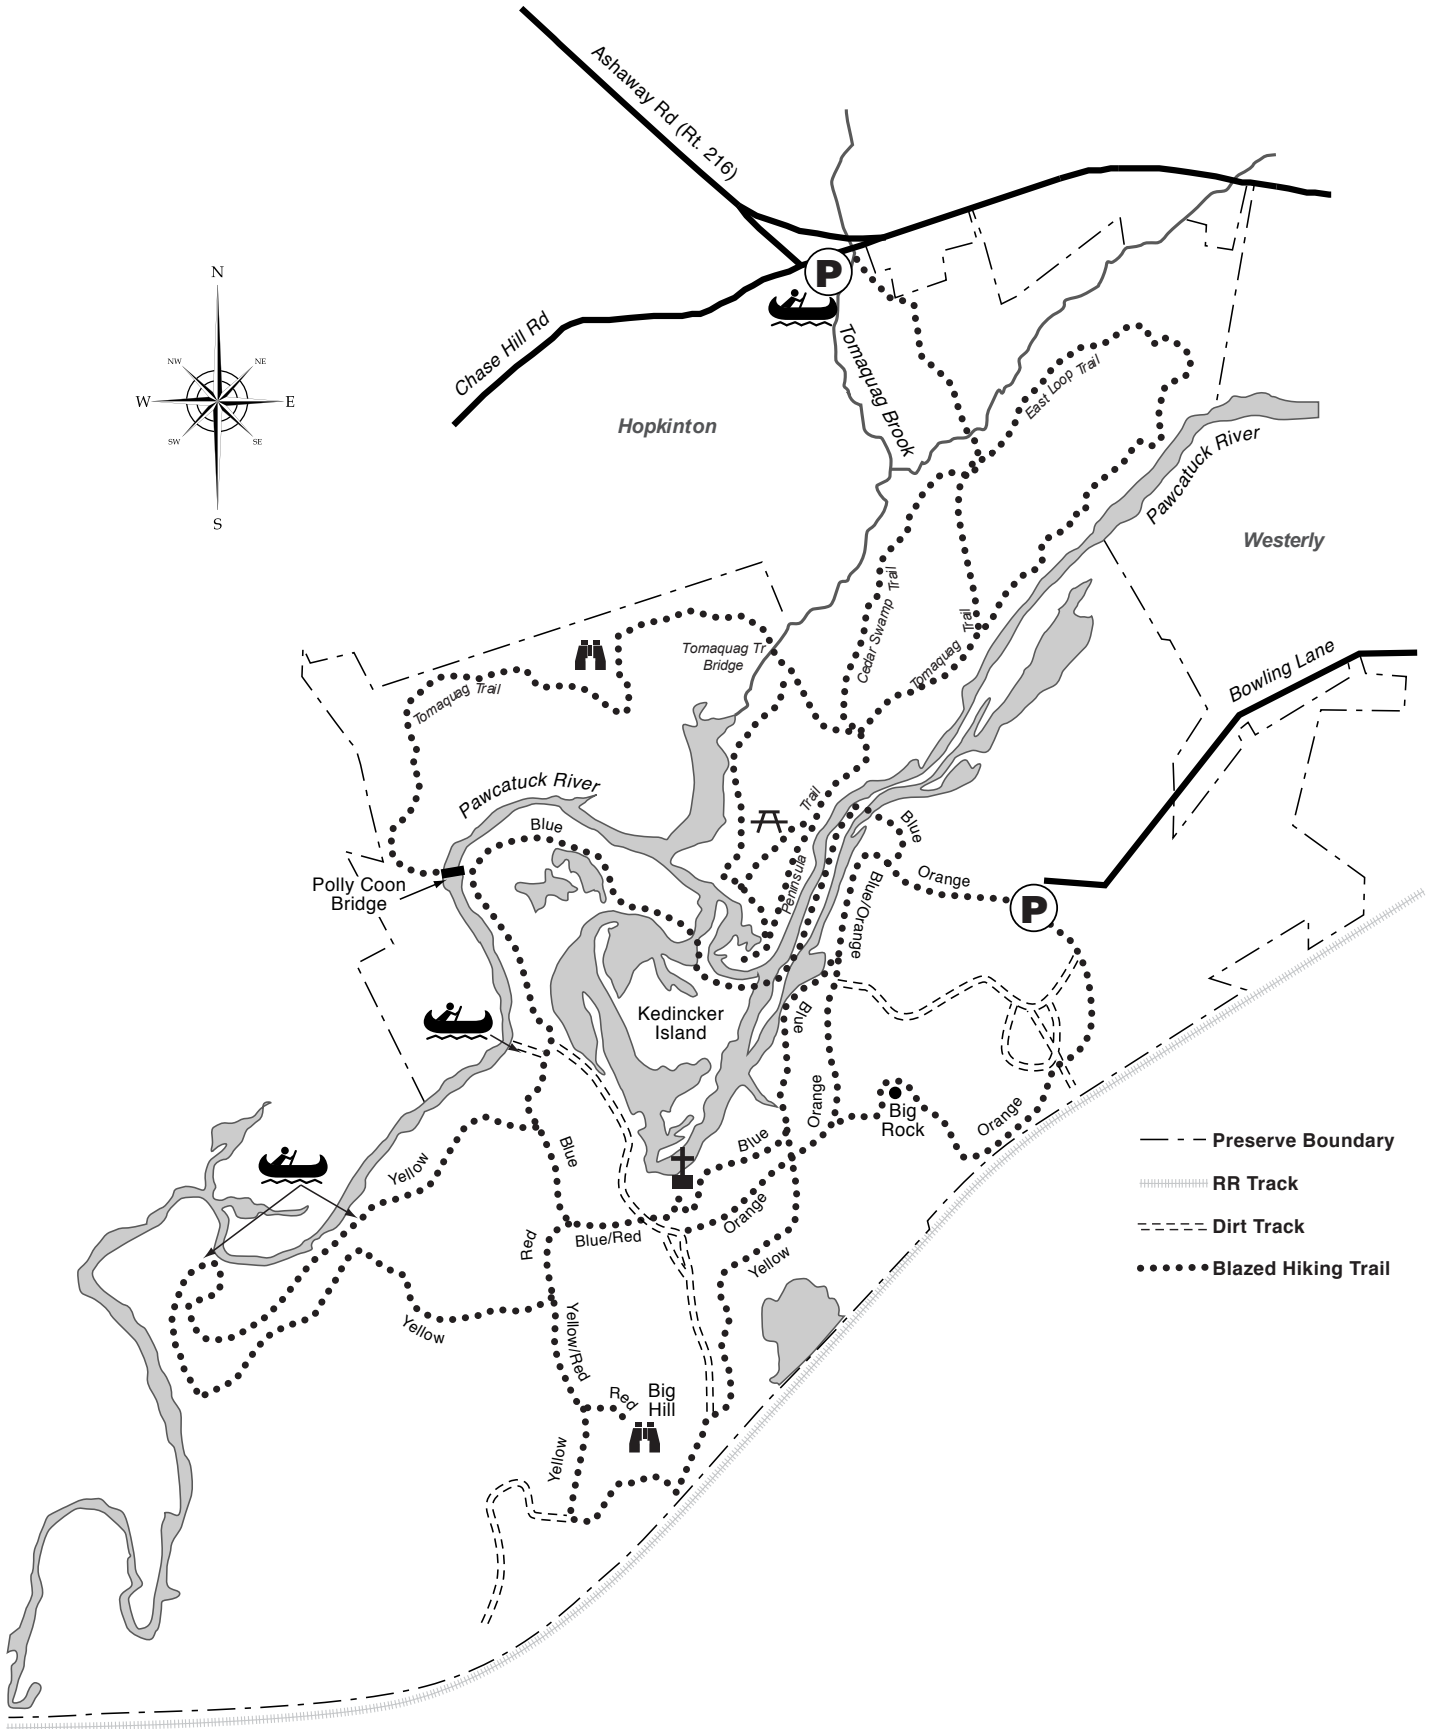 Ashaway Rd (Rt. 216)
P
N
NW
NE
W
E
SW
SE
S
Chase Hill Rd
Tomaquag Brook
East Loop Trail
Hopkinton
Pawcatuck River
Westerly
Cedar Swamp Trail
Tomaquag Trail
Tomaquag Tr
Bridge
Tomaquag Trail
Bowling Lane
Pawcatuck River
Blue
Peninsula Trail
Blue
Orange
Polly Coon
Bridge
Blue/Orange
P
Kedincker
Island
Blue
Orange
Big
Rock
Orange
Blue
Blue
Yellow
Preserve Boundary
RR Track
Dirt Track
Blazed Hiking Trail
Orange
Red
Blue/Red
Yellow
Yellow
Yellow/Red
Red
Big
Hill
Yellow